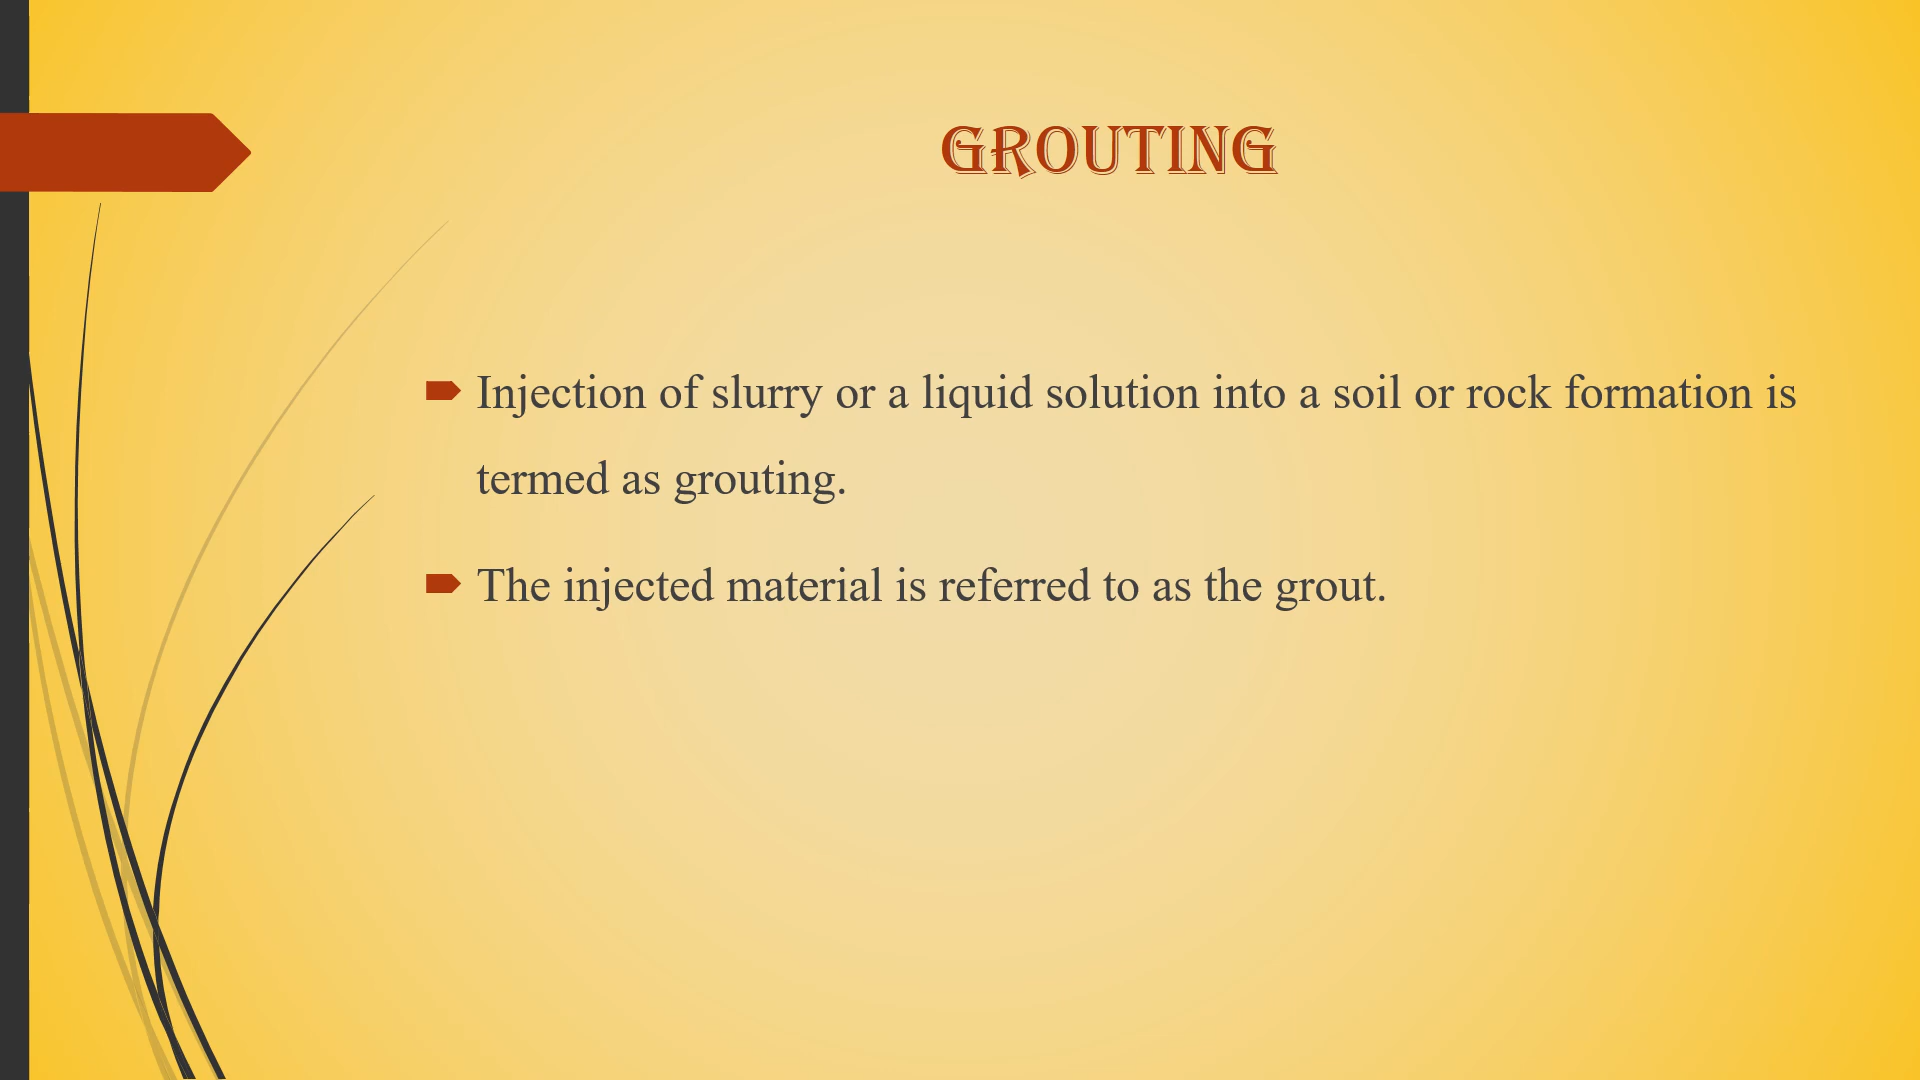 GROUTING
Injection of slurry or a liquid solution into a soil or rock formation is
termed as grouting.
The injected material is referred to as the grout.